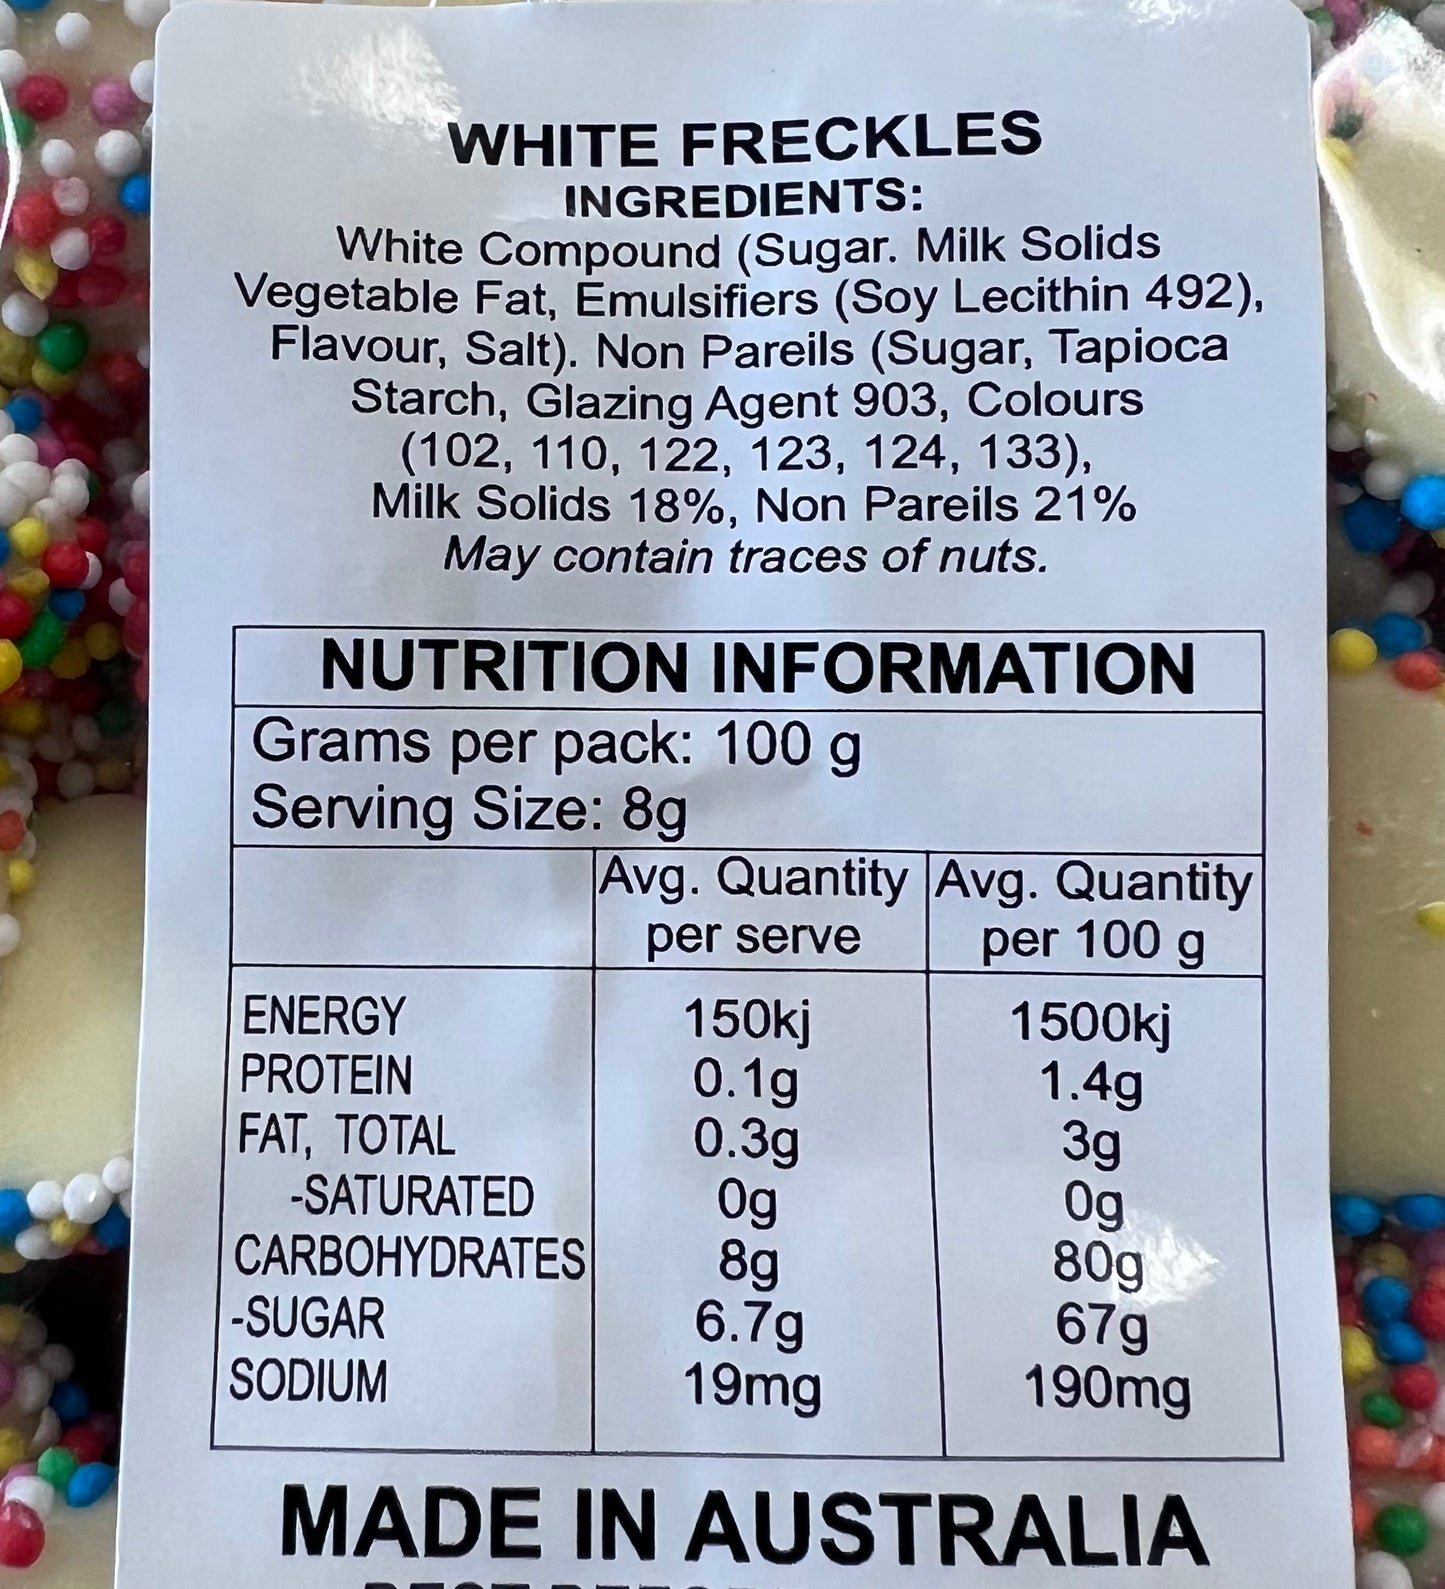 WHITE FRECKLES
INGREDIENTS:
White Compound (Sugar. Milk Solids
Vegetable Fat, Emulsifiers (Soy Lecithin 492),
Flavour, Salt). Non Pareils (Sugar, Tapioca
Starch, Glazing Agent 903, Colours
(102, 110, 122, 123, 124, 133),
Milk Solids 18%, Non Pareils 21%
May contain traces of nuts.
NUTRITION INFORMATION
Grams per pack: 100 g
Serving Size: 8g
Avg. Quantity per serve Avg. Quantity per 100 g
ENERGY 150kj 1500kj
PROTEIN 0.1g 1.4g
FAT, TOTAL 0.3g 3g
-SATURATED 0g 0g
CARBOHYDRATES 8g 80g
-SUGAR 6.7g 67g
SODIUM 19mg 190mg
MADE IN AUSTRALIA